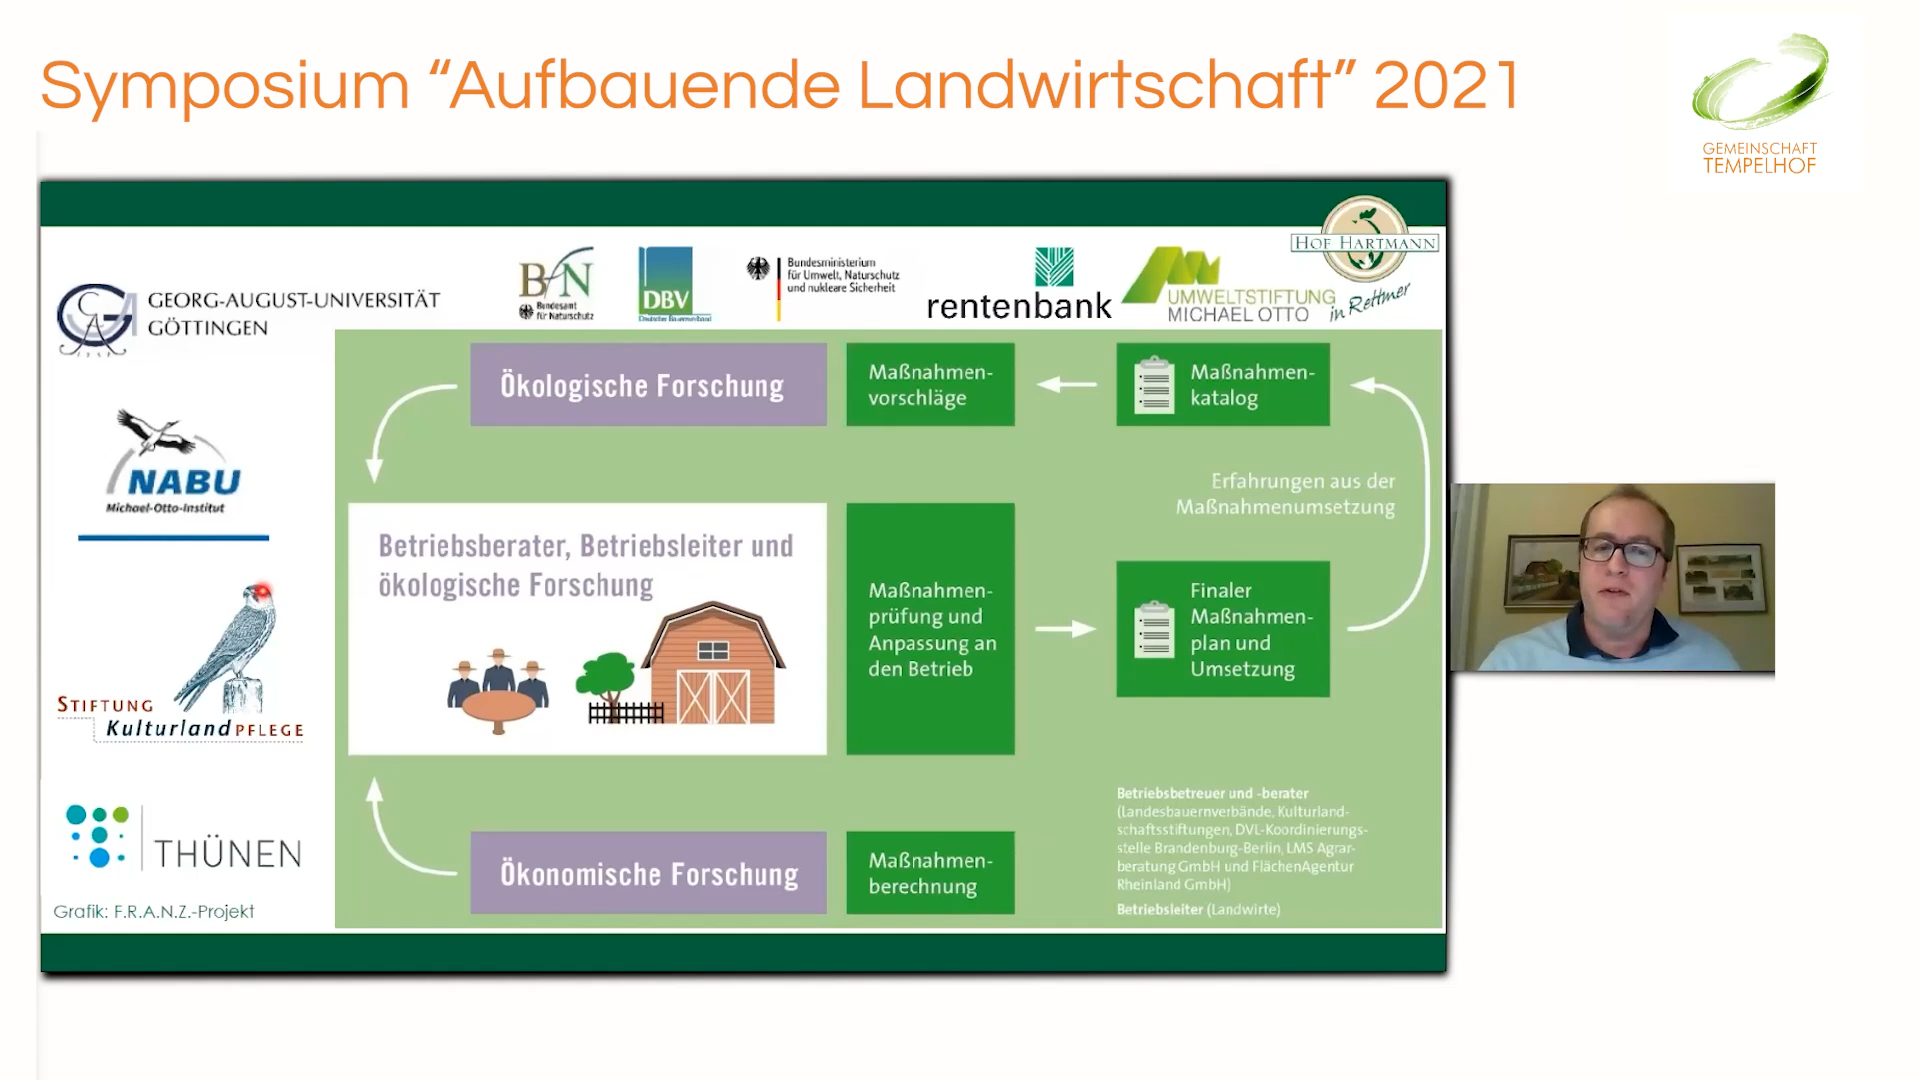 Symposium “Aufbauende Landwirtschaft” 2021
GEMEINSCHAFT
TEMPELHOF
HOF HARTMANN
in Rettmer
GEORG-AUGUST-UNIVERSITÄT
GÖTTINGEN
BfN
Bundesamt
für Naturschutz
DBV
Deutscher Bauernverband
Bundesministerium
für Umwelt, Naturschutz
und nukleare Sicherheit
rentenbank
UMWELTSTIFTUNG
MICHAEL OTTO
NABU
Michael-Otto-Institut
STIFTUNG
KulturlandPFLEGE
THÜNEN
Grafik: F.R.A.N.Z.-Projekt
Ökologische Forschung
Maßnahmen-
vorschläge
Maßnahmen-
katalog
Erfahrungen aus der
Maßnahmenumsetzung
Betriebsberater, Betriebsleiter und
ökologische Forschung
Maßnahmen-
prüfung und
Anpassung an
den Betrieb
Finaler
Maßnahmen-
plan und
Umsetzung
Ökonomische Forschung
Maßnahmen-
berechnung
Betriebsbetreuer und -berater
(Landesbauernverbände, Kulturland-
schaftsstiftungen, DVL-Koordinierungs-
stelle Brandenburg-Berlin, LMS Agrar-
beratung GmbH und FlächenAgentur
Rheinland GmbH)
Betriebsleiter (Landwirte)